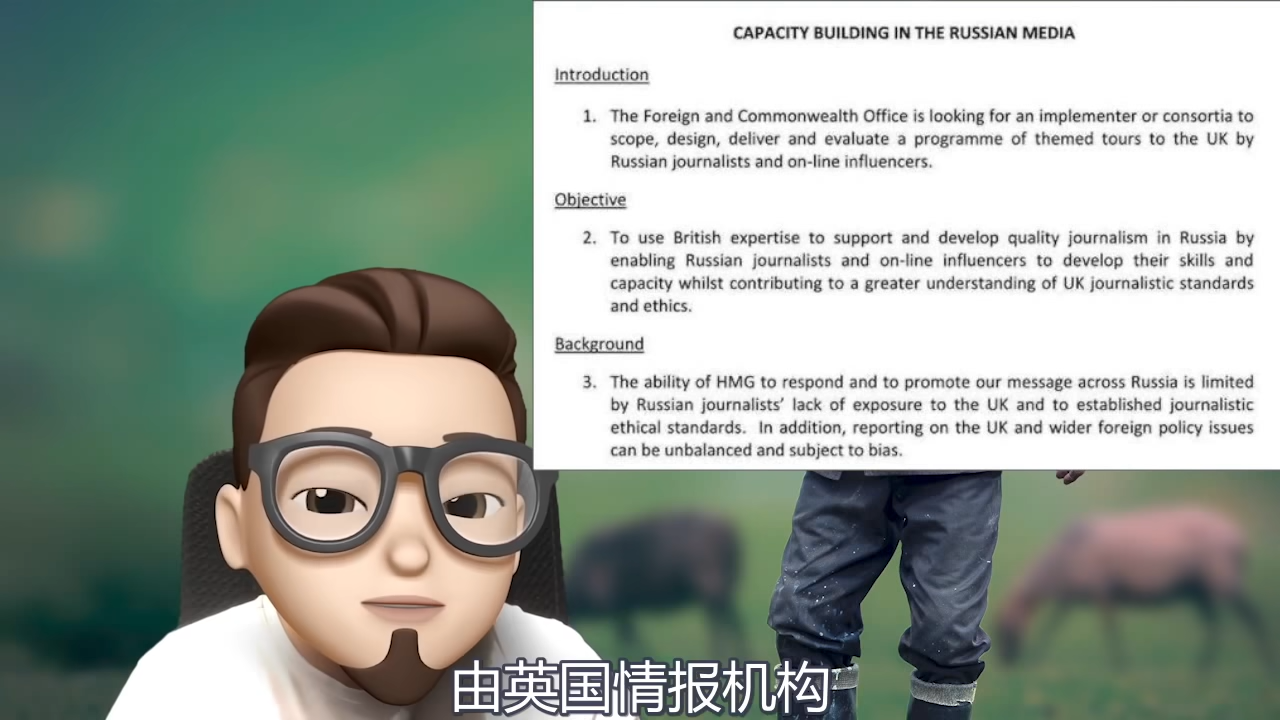 CAPACITY BUILDING IN THE RUSSIAN MEDIA
Introduction
1. The Foreign and Commonwealth Office is looking for an implementer or consortia to
scope, design, deliver and evaluate a programme of themed tours to the UK by
Russian journalists and on-line influencers.
Objective
2. To use British expertise to support and develop quality journalism in Russia by
enabling Russian journalists and on-line influencers to develop their skills and
capacity whilst contributing to a greater understanding of UK journalistic standards
and ethics.
Background
3. The ability of HMG to respond and to promote our message across Russia is limited
by Russian journalists' lack of exposure to the UK and to established journalistic
ethical standards. In addition, reporting on the UK and wider foreign policy issues
can be unbalanced and subject to bias.
由英国情报机构